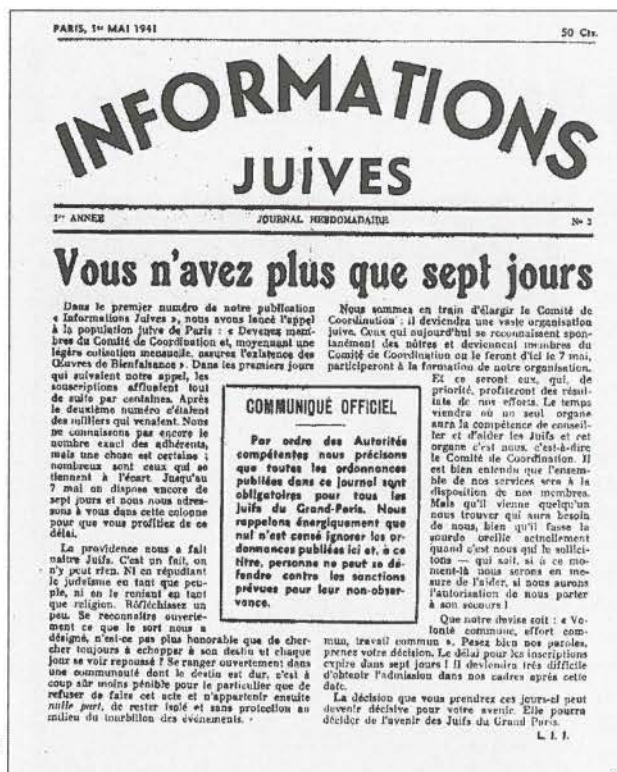 PARIS, 1er MAI 1941
50 Cts.
INFORMATIONS
JUiVES
1re ANNÉE
JOURNAL HEBDOMADAIRE
N° 3
Vous n'avez plus que sept jours
Dans le premier numéro de notre publication
« Informations Juives », nous avons lancé l'appel
à la population juive de Paris : « Devenez mem-
bres du Comité de Coordination et, moyennant une
légère cotisation mensuelle, assurez l'existence des
Œuvres de Bienfaisance ». Dans les premiers jours
qui suivaient notre appel, les
souscriptions affluaient tout
de suite par centaines. Après
le deuxième numéro c'étaient
des milliers qui venaient. Nous
ne connaissons pas encore le
nombre exact des adhérents,
mais une chose est certaine :
nombreux sont ceux qui se
tiennent à l'écart. Jusqu'au
7 mai on dispose encore de
sept jours et nous nous adres-
sons à vous dans cette colonne
pour que vous profitiez de ce
délai.
La providence nous a fait
naître Juifs. C'est un fait, on
n'y peut rien. Ni en répudiant
le judaïsme en tant que peu-
ple, ni en le reniant en tant
que religion. Réfléchissez un
peu. Se reconnaître ouverte-
ment ce que le sort nous a
désigné, n'est-ce pas plus honorable que de cher-
cher toujours à échapper à son destin et chaque
jour se voir repoussé ? Se ranger ouvertement dans
une communauté dont le destin est dur, c'est à
coup sûr moins pénible pour le particulier que de
refuser de faire cet acte et n'appartenir ensuite
nulle part, de rester isolé et sans protection au
milieu du tourbillon des événements.
COMMUNIQUÉ OFFICIEL
Par ordre des Autorités
compétentes nous précisons
que toutes les ordonnances
publiées dans ce journal sont
obligatoires pour tous les
Juifs du Grand-Paris. Nous
rappelons énergiquement que
nul n'est censé ignorer les or-
donnances publiées ici et, à ce
titre, personne ne peut se dé-
fendre contre les sanctions
prévues pour leur non-obser-
vance.
Nous sommes en train d'élargir le Comité de
Coordination : il deviendra une vaste organisation
juive. Ceux qui aujourd'hui se reconnaissent spon-
tanément des nôtres et deviennent membres du
Comité de Coordination ou le feront d'ici le 7 mai,
participeront à la formation de notre organisation.
Et ce seront eux, qui, de
priorité, profiteront des résul-
tats de nos efforts. Le temps
viendra où un seul organe
aura la compétence de conseil-
ler et d'aider les Juifs et cet
organe c'est nous, c'est-à-dire
le Comité de Coordination. Il
est bien entendu que l'ensem-
ble de nos services sera à la
disposition de nos membres.
Mais qu'il vienne quelqu'un
nous trouver qui aura besoin
de nous, bien qu'il fasse la
sourde oreille actuellement
quand c'est nous qui le sollici-
tons — qui sait, si à ce mo-
ment-là nous serons en me-
sure de l'aider, si nous aurons
l'autorisation de nous porter
à son secours !
Que notre devise soit : « Vo-
lonté commune, effort com-
mun, travail commun ». Pesez bien nos paroles,
prenez votre décision. Le délai pour les inscriptions
expire dans sept jours ! Il deviendra très difficile
d'obtenir l'admission dans nos cadres après cette
date.
La décision que vous prendrez ces jours-ci peut
devenir décisive pour votre avenir. Elle pourra
décider de l'avenir des Juifs du Grand Paris.
L. I. J.